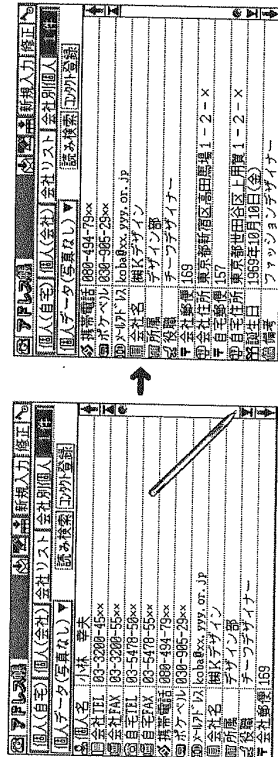 アドレス帳 新規入力 修正
個人(自宅) 個人(会社) 会社リスト 会社別個人
個人データ(写真なし)▼ 読み検索 コンタクト登録
個人名 小林 幸夫
会社TEL 03-3200-45××
会社FAX 03-3200-55××
自宅TEL 03-5478-50××
自宅FAX 03-5478-55××
携帯電話 080-494-79××
ポケベル 030-905-29××
メールアドレス koba@xx.yyy.or.jp
会社名 ㈱Kデザイン
所属 デザイン部
役職 チーフデザイナー
〒会社郵便 169
アドレス帳 新規入力 修正
個人(自宅) 個人(会社) 会社リスト 会社別個人
個人データ(写真なし)▼ 読み検索 コンタクト登録
携帯電話 080-494-79××
ポケベル 030-905-29××
メールアドレス koba@xx.yyy.or.jp
会社名 ㈱Kデザイン
所属 デザイン部
役職 チーフデザイナー
〒会社郵便 169
会社住所 東京都新宿区高田馬場1-2-×
〒自宅郵便 157
自宅住所 東京都世田谷区上用賀1-2-×
誕生日 1969年10月10日(金)
備考 ファッションデザイナー